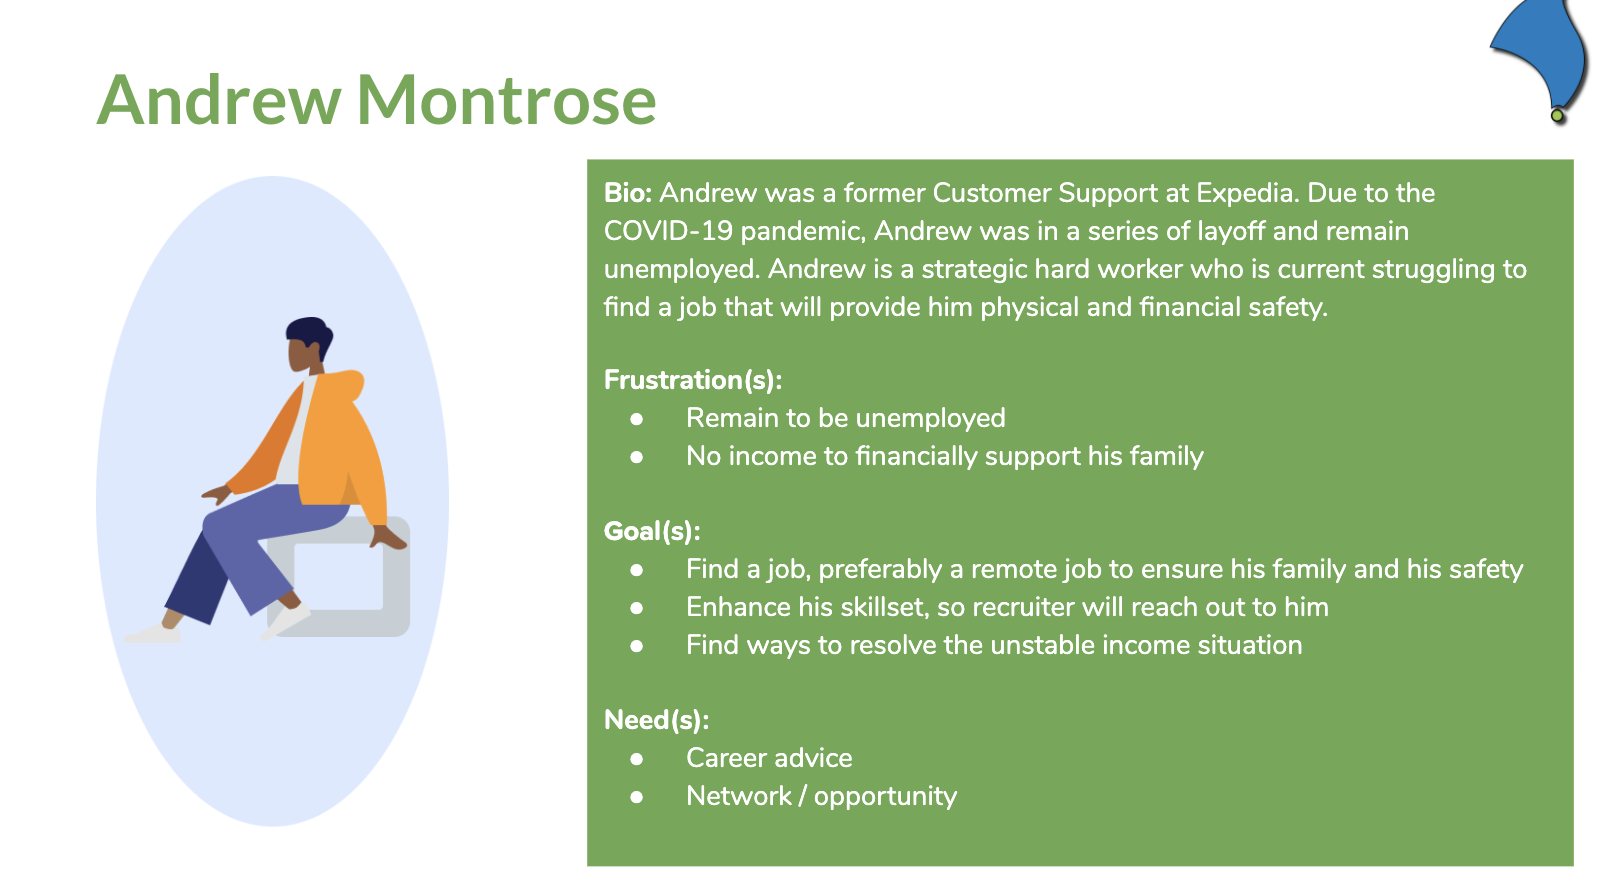 Andrew Montrose
Bio: Andrew was a former Customer Support at Expedia. Due to the
COVID-19 pandemic, Andrew was in a series of layoff and remain
unemployed. Andrew is a strategic hard worker who is current struggling to
find a job that will provide him physical and financial safety.
Frustration(s):
● Remain to be unemployed
● No income to financially support his family
Goal(s):
● Find a job, preferably a remote job to ensure his family and his safety
● Enhance his skillset, so recruiter will reach out to him
● Find ways to resolve the unstable income situation
Need(s):
● Career advice
● Network / opportunity